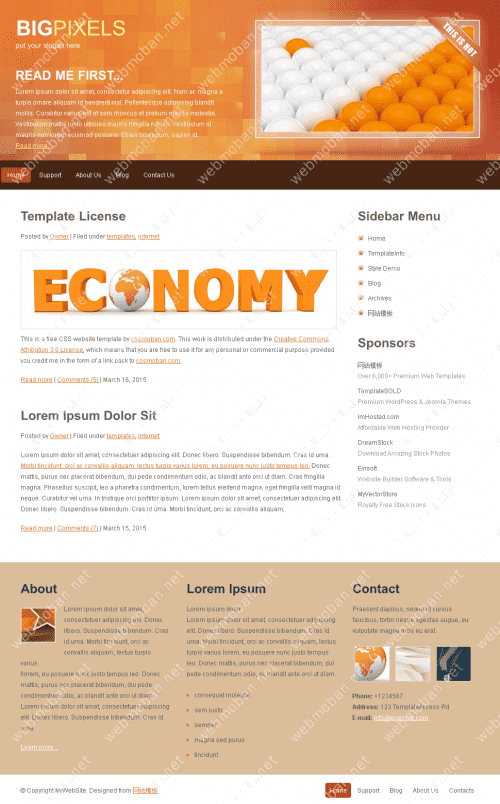 BIGPIXELS
put your slogan here
READ ME FIRST...
Lorem ipsum dolor sit amet, consectetur adipiscing elit. Nam ac magna a
turpis ornare aliquam id hendrerit nisl. Pellentesque adipiscing blandit
mollis. Curabitur varius elit et sem rhoncus et pretium mauris molestie.
Vestibulum mattis justo ultricies mauris fringilla rutrum. Vestibulum
mauris lorem, euismod posuere. Etiam bibendum, sapien id
Read more
THIS IS HOT
Home Support About Us Blog Contact Us
Template License
Posted by Owner | Filed under templates, internet
ECONOMY
This is a free CSS website template by cssmoban.com. This work is distributed under the Creative Commons
Attribution 3.0 License, which means that you are free to use it for any personal or commercial purpose provided
you credit me in the form of a link back to cssmoban.com.
Read more | Comments (5) | March 16, 2015
Lorem Ipsum Dolor Sit
Posted by Owner | Filed under templates, internet
Lorem ipsum dolor sit amet, consectetuer adipiscing elit. Donec libero. Suspendisse bibendum. Cras id urna.
Morbi tincidunt, orci ac convallis aliquam, lectus turpis varius lorem, eu posuere nunc justo tempus leo. Donec
mattis, purus nec placerat bibendum, dui pede condimentum odio, ac blandit ante orci ut diam. Cras fringilla
magna. Phasellus suscipit, leo a pharetra condimentum, lorem tellus eleifend magna, eget fringilla velit magna id
neque. Curabitur vel urna. In tristique orci porttitor ipsum. Lorem ipsum dolor sit amet, consectetuer adipiscing elit.
Donec libero. Suspendisse bibendum. Cras id urna. Morbi tincidunt, orci ac convallis aliquam.
Read more | Comments (7) | March 15, 2015
Sidebar Menu
Home
TemplateInfo
Style Demo
Blog
Archives
网站模板
Sponsors
网站模板
Over 6,000+ Premium Web Templates
TemplateSOLD
Premium WordPress & Joomla Themes
ImHosted.com
Affordable Web Hosting Provider
DreamStock
Download Amazing Stock Photos
Evrsoft
Website Builder Software & Tools
MyVectorStore
Royalty Free Stock Icons
About
Lorem ipsum dolor sit amet,
consectetuer adipiscing elit. Donec
libero. Suspendisse bibendum. Cras id
urna. Morbi tincidunt, orci ac
convallis aliquam, lectus turpis
varius
lorem, eu posuere nunc justo tempus leo. Donec
mattis, purus nec placerat bibendum, dui pede
condimentum odio, ac blandit ante orci ut diam.
Lorem ipsum dolor sit amet, consectetuer adipiscing
elit. Donec libero. Suspendisse bibendum. Cras id
urna.
Learn more...
Lorem Ipsum
Lorem ipsum dolor
Lorem ipsum dolor sit amet, consectetuer adipiscing
elit. Donec libero. Suspendisse bibendum. Cras id
urna. Morbi tincidunt, orci ac convallis aliquam, lectus
turpis varius lorem, eu posuere nunc justo tempus leo.
Donec mattis, purus nec placerat bibendum, dui pede
condimentum odio, ac blandit ante orci ut diam.
consequat molestie
sem justo
semper
magna sed purus
tincidunt
Contact
Praesent dapibus, neque id cursus
faucibus, tortor neque egestas augue, eu
vulputate magna eros eu erat.
Phone: +1234567
Address: 123 TemplateAccess Rd
E-mail:
© Copyright MyWebSite. Designed from 网站模板
Home Support Blog About Us Contacts
webmoban.net